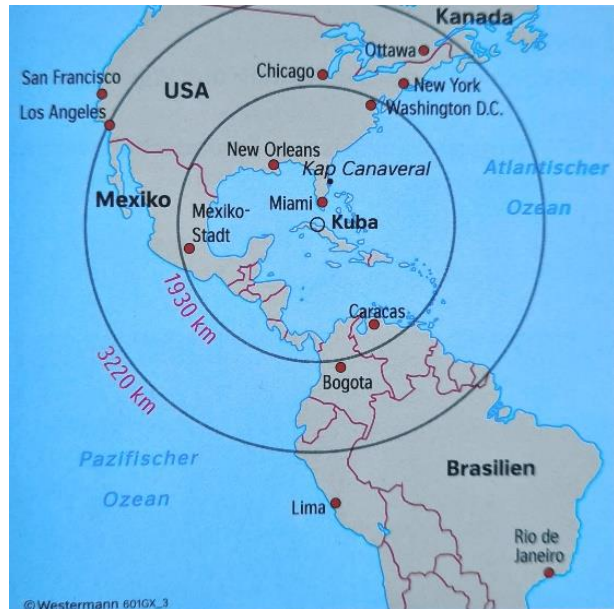 Kanada
Ottawa
Chicago
San Francisco
USA
New York
Los Angeles
Washington D.C.
New Orleans
Kap Canaveral
Atlantischer
Ozean
Mexiko
Mexiko-
Stadt
Miami
Kuba
1930 km
Caracas
3220 km
Bogota
Pazifischer
Ozean
Brasilien
Lima
Rio de
Janeiro
© Westermann 601GX_3